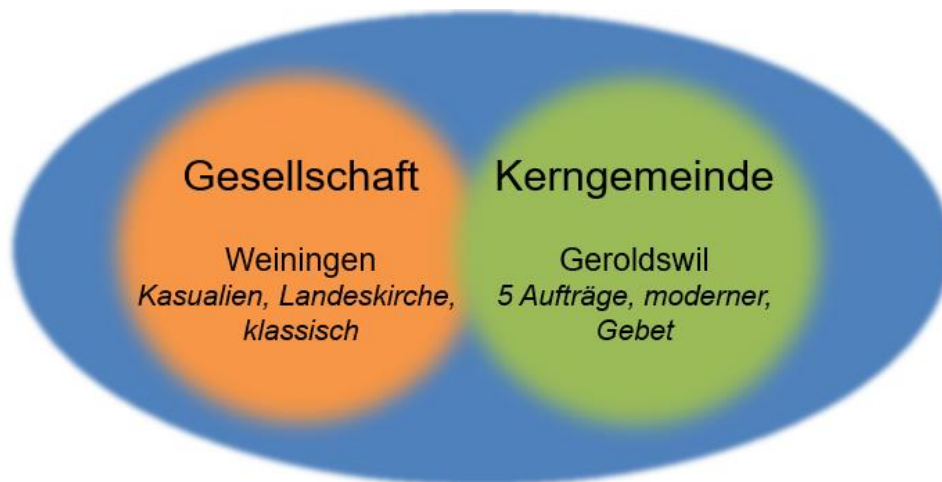 Gesellschaft
Weiningen
Kasualien, Landeskirche,
klassisch
Kerngemeinde
Geroldswil
5 Aufträge, moderner,
Gebet